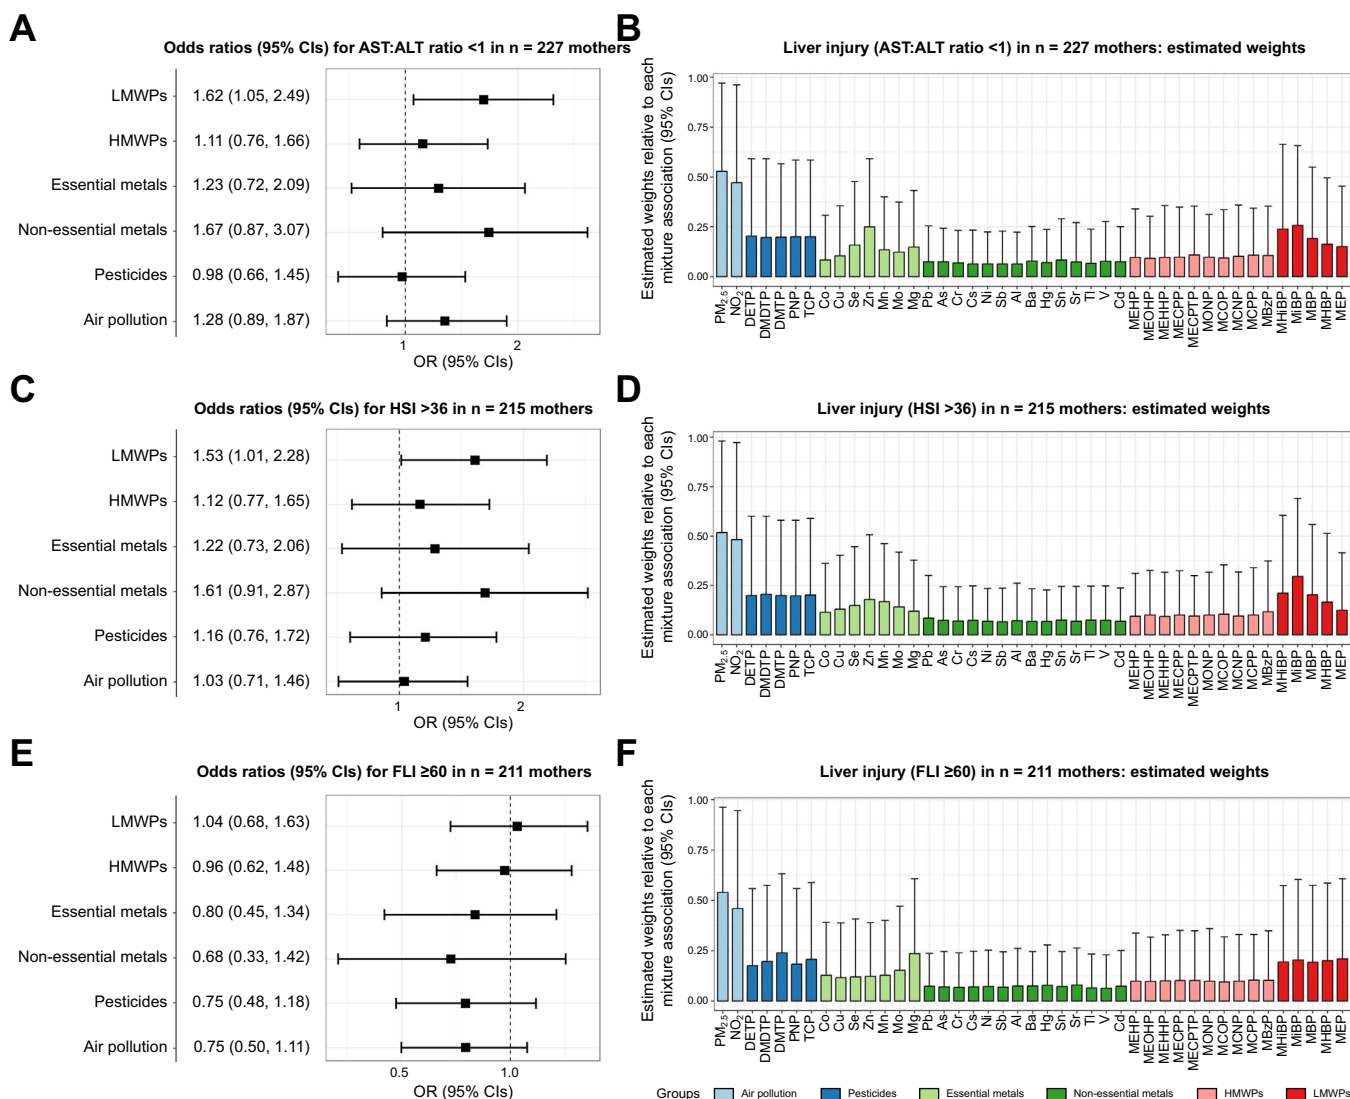 A
Odds ratios (95% CIs) for AST:ALT ratio <1 in n = 227 mothers
LMWPs 1.62 (1.05, 2.49)
HMWPs 1.11 (0.76, 1.66)
Essential metals 1.23 (0.72, 2.09)
Non-essential metals 1.67 (0.87, 3.07)
Pesticides 0.98 (0.66, 1.45)
Air pollution 1.28 (0.89, 1.87)
1 2
OR (95% CIs)
B
Liver injury (AST:ALT ratio <1) in n = 227 mothers: estimated weights
Estimated weights relative to each
mixture association (95% CIs)
1.00
0.75
0.50
0.25
0.00
PM2.5 NO2 DETP DMDTP DMTP PNP TCP Co Cu Se Zn Mn Mo Mg Pb As Cr Cs Ni Sb Al Ba Hg Sn Sr Tl V Cd MEHP MEOHP MEHHP MECPP MECPTP MONP MCOP MCNP MCPP MBzP MHiBP MiBP MBP MHBP MEP
C
Odds ratios (95% CIs) for HSI >36 in n = 215 mothers
LMWPs 1.53 (1.01, 2.28)
HMWPs 1.12 (0.77, 1.65)
Essential metals 1.22 (0.73, 2.06)
Non-essential metals 1.61 (0.91, 2.87)
Pesticides 1.16 (0.76, 1.72)
Air pollution 1.03 (0.71, 1.46)
1 2
OR (95% CIs)
D
Liver injury (HSI >36) in n = 215 mothers: estimated weights
Estimated weights relative to each
mixture association (95% CIs)
1.00
0.75
0.50
0.25
0.00
PM2.5 NO2 DETP DMDTP DMTP PNP TCP Co Cu Se Zn Mn Mo Mg Pb As Cr Cs Ni Sb Al Ba Hg Sn Sr Tl V Cd MEHP MEOHP MEHHP MECPP MECPTP MONP MCOP MCNP MCPP MBzP MHiBP MiBP MBP MHBP MEP
E
Odds ratios (95% CIs) for FLI ≥60 in n = 211 mothers
LMWPs 1.04 (0.68, 1.63)
HMWPs 0.96 (0.62, 1.48)
Essential metals 0.80 (0.45, 1.34)
Non-essential metals 0.68 (0.33, 1.42)
Pesticides 0.75 (0.48, 1.18)
Air pollution 0.75 (0.50, 1.11)
0.5 1.0
OR (95% CIs)
F
Liver injury (FLI ≥60) in n = 211 mothers: estimated weights
Estimated weights relative to each
mixture association (95% CIs)
1.00
0.75
0.50
0.25
0.00
PM2.5 NO2 DETP DMDTP DMTP PNP TCP Co Cu Se Zn Mn Mo Mg Pb As Cr Cs Ni Sb Al Ba Hg Sn Sr Tl V Cd MEHP MEOHP MEHHP MECPP MECPTP MONP MCOP MCNP MCPP MBzP MHiBP MiBP MBP MHBP MEP
Groups Air pollution Pesticides Essential metals Non-essential metals HMWPs LMWPs